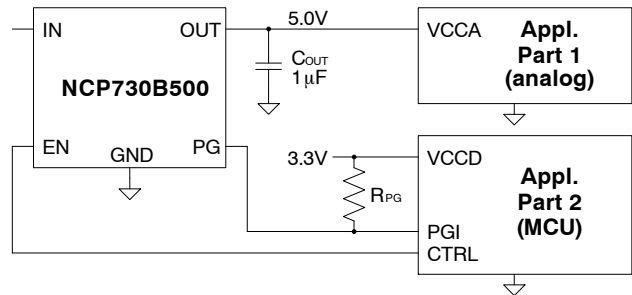 IN
OUT
NCP730B500
EN
GND
PG
5.0V
COUT
1μF
VCCA
Appl.
Part 1
(analog)
3.3V
RPG
VCCD
Appl.
Part 2
(MCU)
PGI
CTRL